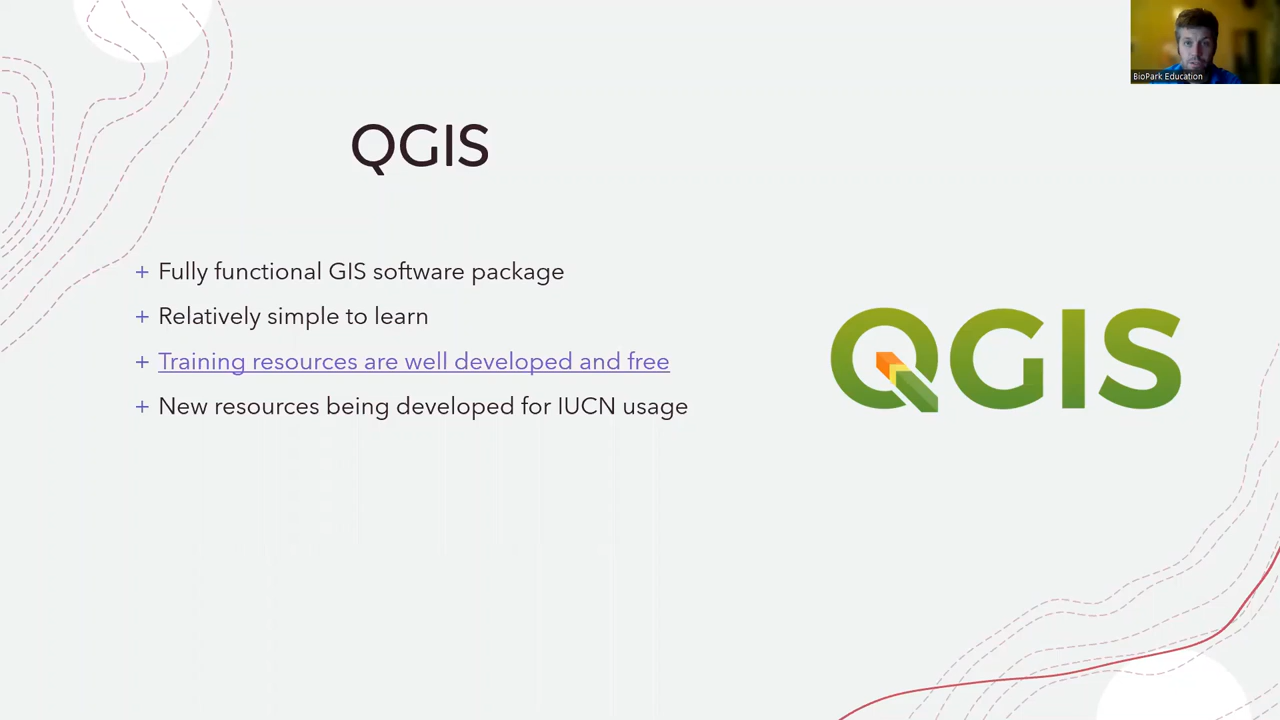 BioPark Education
QGIS
+ Fully functional GIS software package
+ Relatively simple to learn
+ Training resources are well developed and free
+ New resources being developed for IUCN usage
QGIS